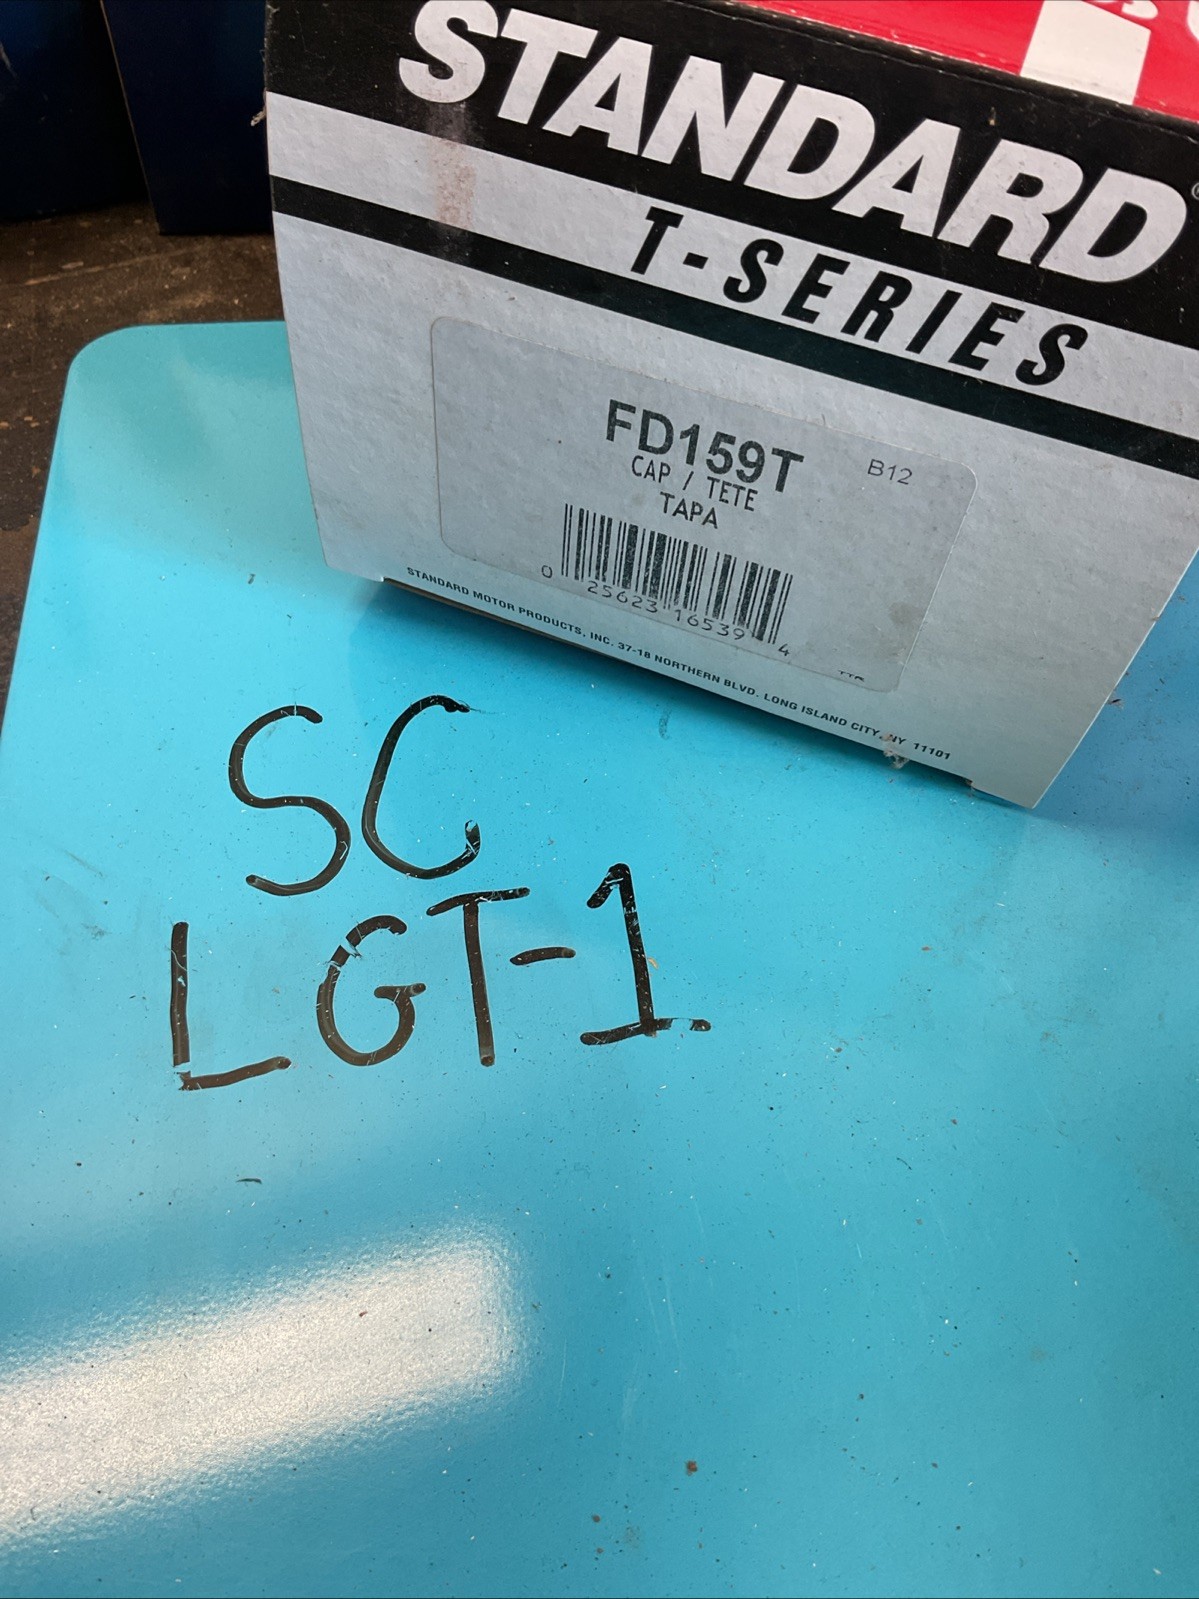 STANDARD®
T-SERIES
FD159T
B12
CAP / TETE
TAPA
0 25623 16539 4
STANDARD MOTOR PRODUCTS, INC. 37-18 NORTHERN BLVD. LONG ISLAND CITY, NY 11101
SC
LGT-1